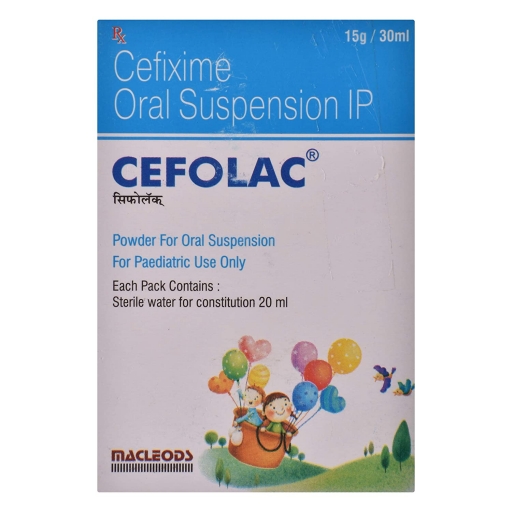 Rx
15g / 30ml
Cefixime
Oral Suspension IP
CEFOLAC®
सिफोलॅक्
Powder For Oral Suspension
For Paediatric Use Only
Each Pack Contains :
Sterile water for constitution 20 ml
MACLEODS